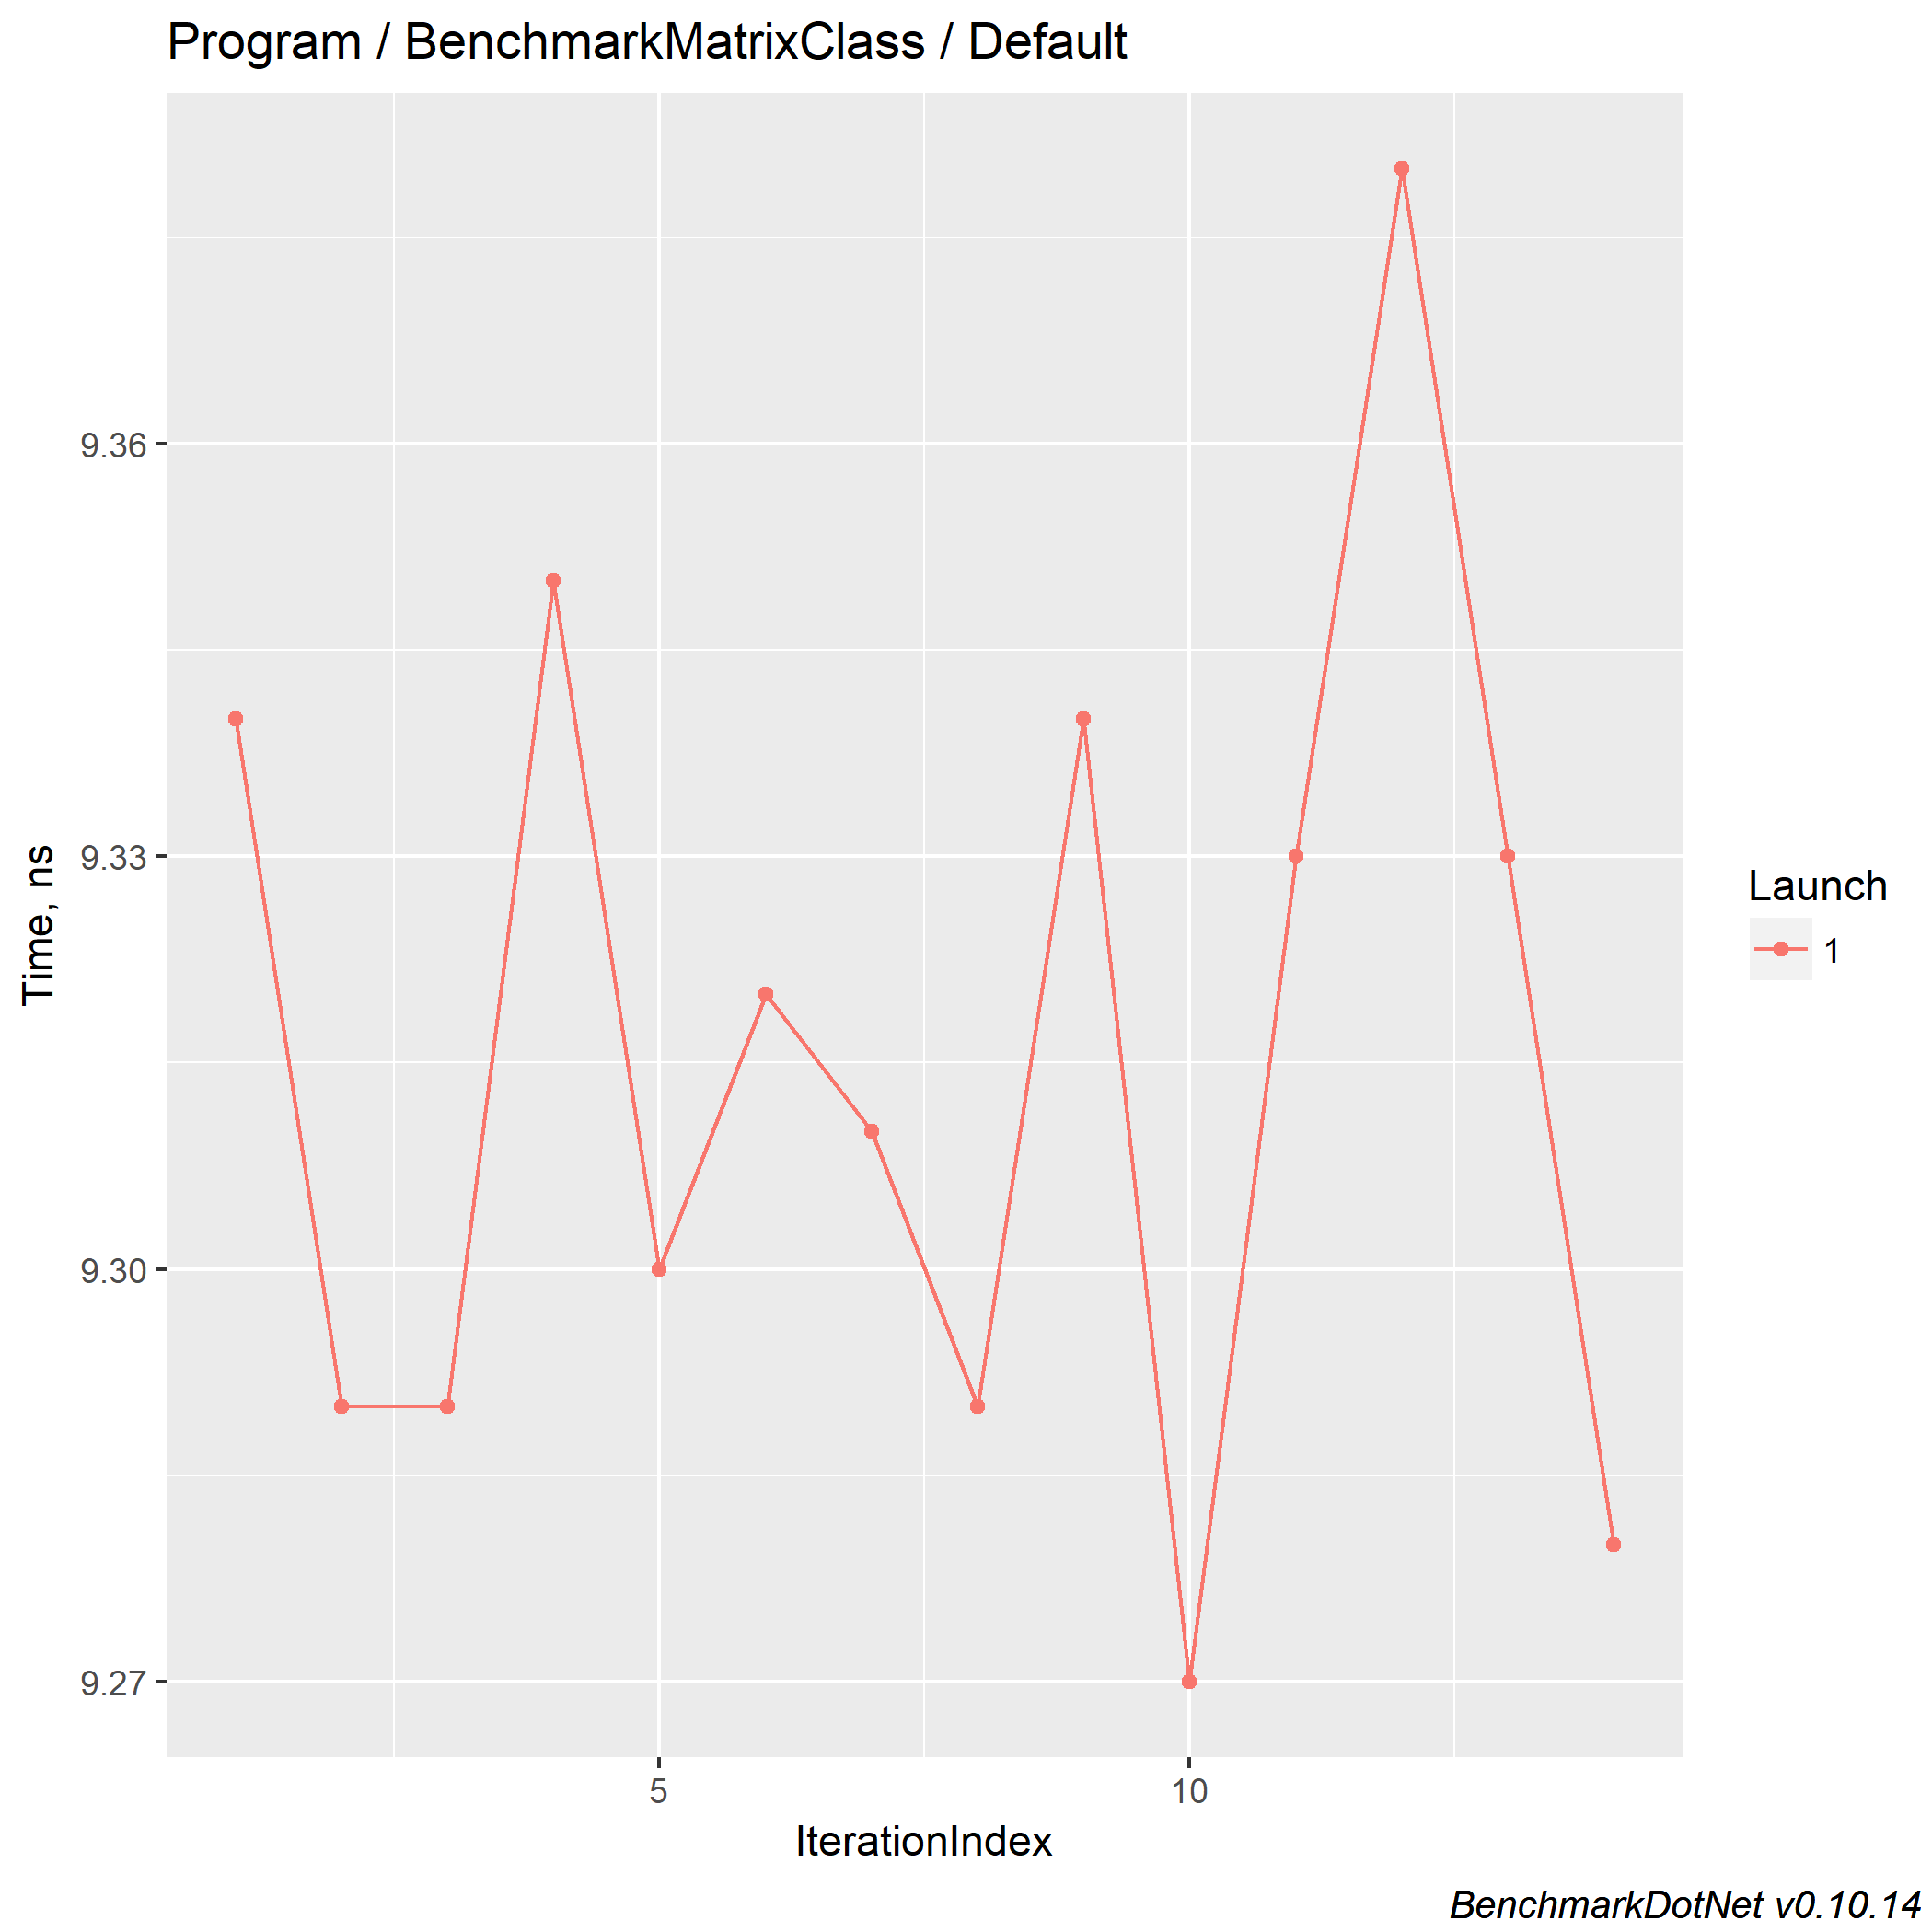 Program / BenchmarkMatrixClass / Default
9.36
9.33
9.30
9.27
Time, ns
5
10
IterationIndex
Launch
1
BenchmarkDotNet v0.10.14